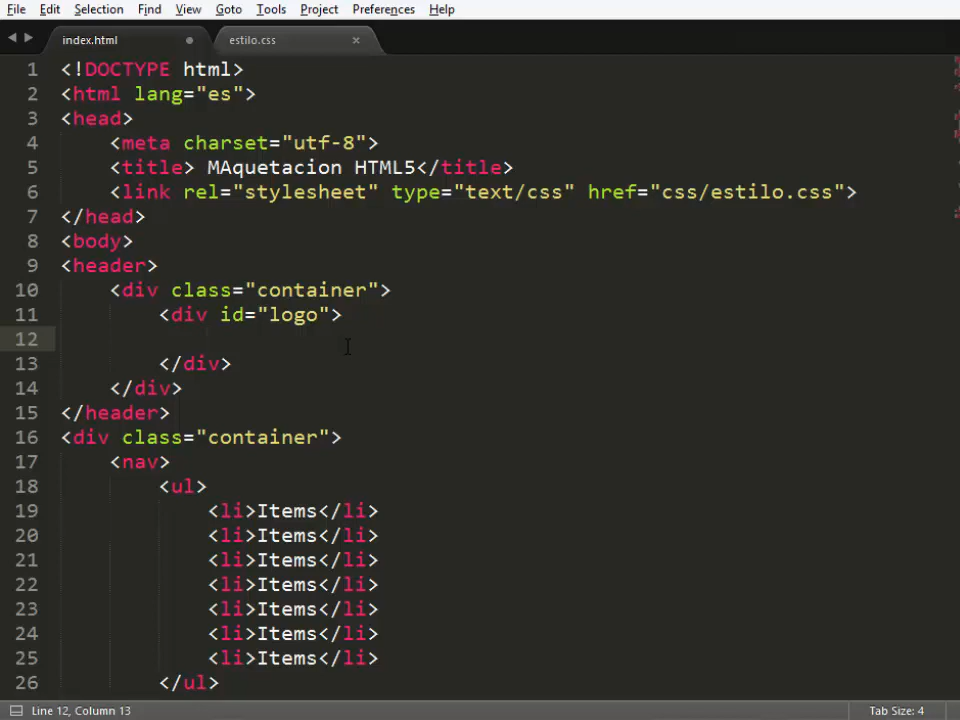 File Edit Selection Find View Goto Tools Project Preferences Help
index.html estilo.css ×
1 <!DOCTYPE html>
2 <html lang="es">
3 <head>
4 <meta charset="utf-8">
5 <title> MAquetacion HTML5</title>
6 <link rel="stylesheet" type="text/css" href="css/estilo.css">
7 </head>
8 <body>
9 <header>
10 <div class="container">
11 <div id="logo">
12
13 </div>
14 </div>
15 </header>
16 <div class="container">
17 <nav>
18 <ul>
19 <li>Items</li>
20 <li>Items</li>
21 <li>Items</li>
22 <li>Items</li>
23 <li>Items</li>
24 <li>Items</li>
25 <li>Items</li>
26 </ul>
Line 12, Column 13 Tab Size: 4